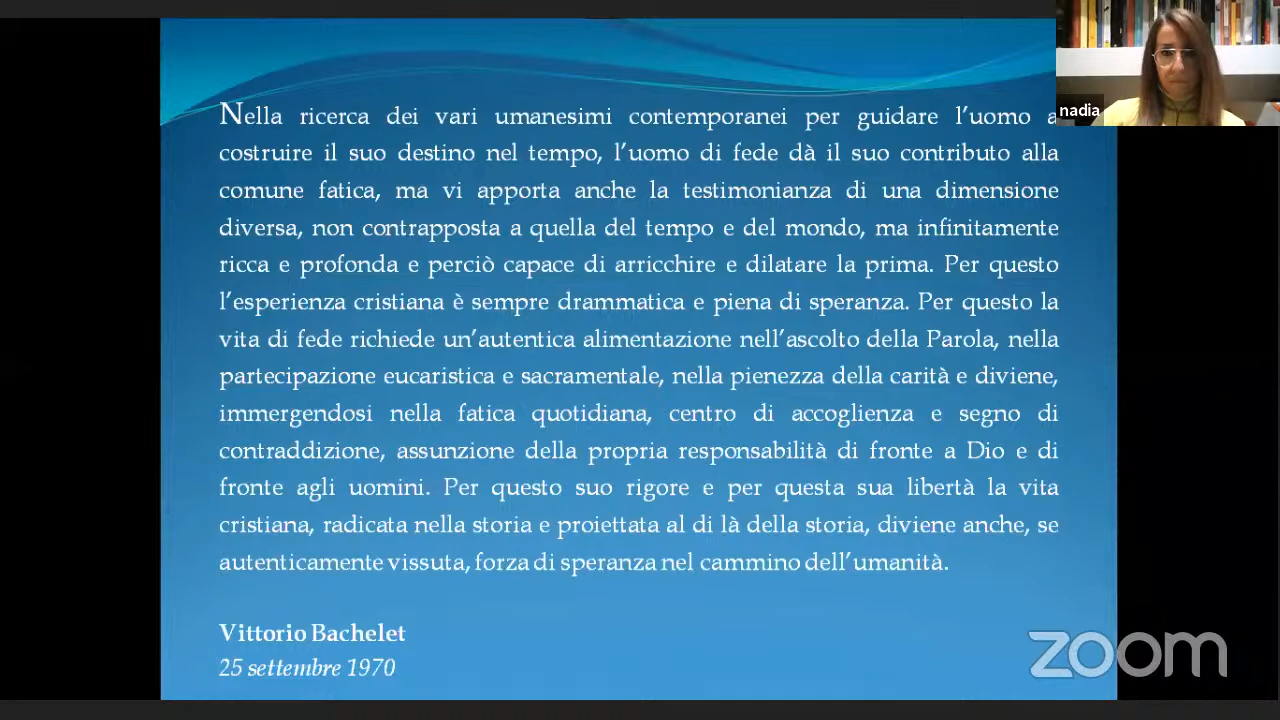 Nella ricerca dei vari umanesimi contemporanei per guidare l'uomo a
costruire il suo destino nel tempo, l'uomo di fede dà il suo contributo alla
comune fatica, ma vi apporta anche la testimonianza di una dimensione
diversa, non contrapposta a quella del tempo e del mondo, ma infinitamente
ricca e profonda e perciò capace di arricchire e dilatare la prima. Per questo
l'esperienza cristiana è sempre drammatica e piena di speranza. Per questo la
vita di fede richiede un'autentica alimentazione nell'ascolto della Parola, nella
partecipazione eucaristica e sacramentale, nella pienezza della carità e diviene,
immergendosi nella fatica quotidiana, centro di accoglienza e segno di
contraddizione, assunzione della propria responsabilità di fronte a Dio e di
fronte agli uomini. Per questo suo rigore e per questa sua libertà la vita
cristiana, radicata nella storia e proiettata al di là della storia, diviene anche, se
autenticamente vissuta, forza di speranza nel cammino dell'umanità.
Vittorio Bachelet
25 settembre 1970
nadia
zoom